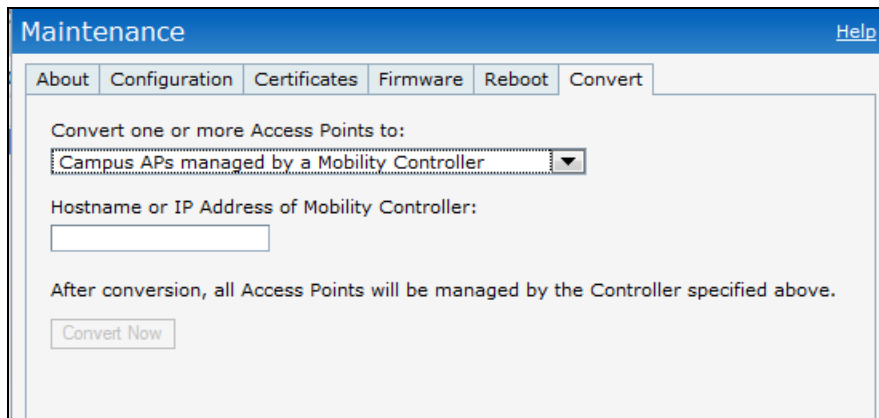 Maintenance Help
About Configuration Certificates Firmware Reboot Convert
Convert one or more Access Points to:
Campus APs managed by a Mobility Controller
Hostname or IP Address of Mobility Controller:
After conversion, all Access Points will be managed by the Controller specified above.
Convert Now